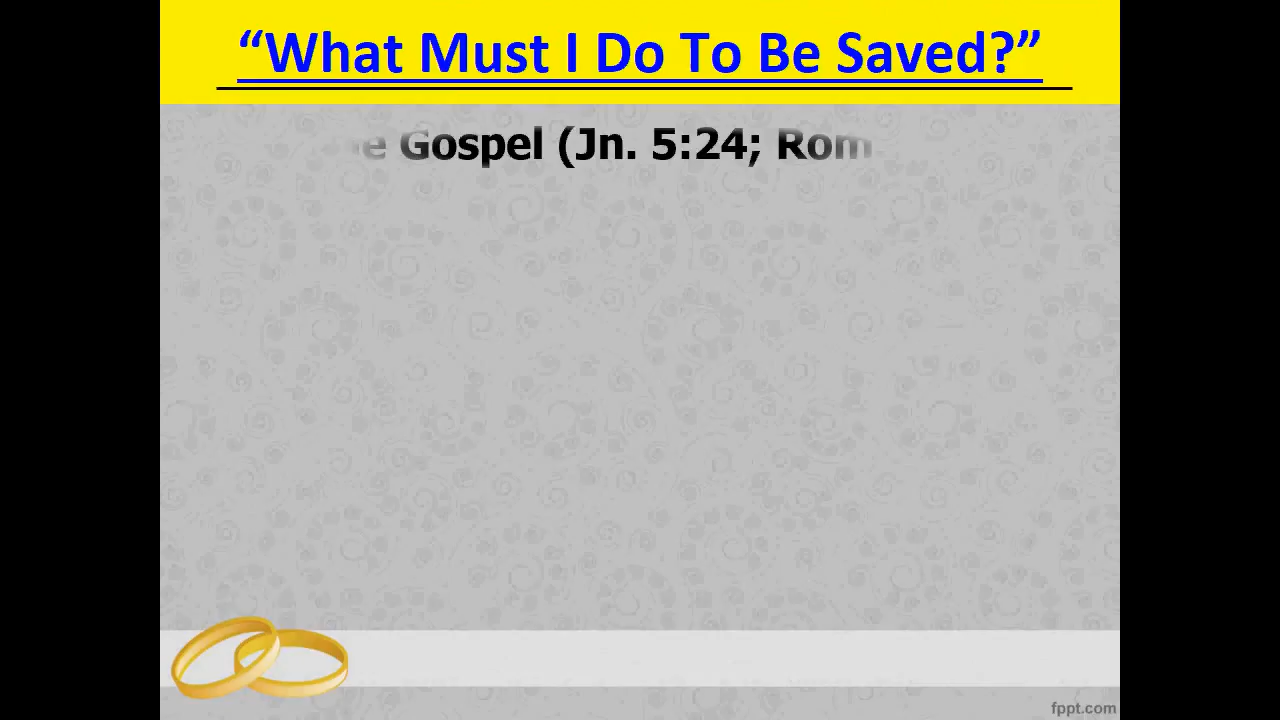 “What Must I Do To Be Saved?”
Gospel (Jn. 5:24; Rom
fppt.com